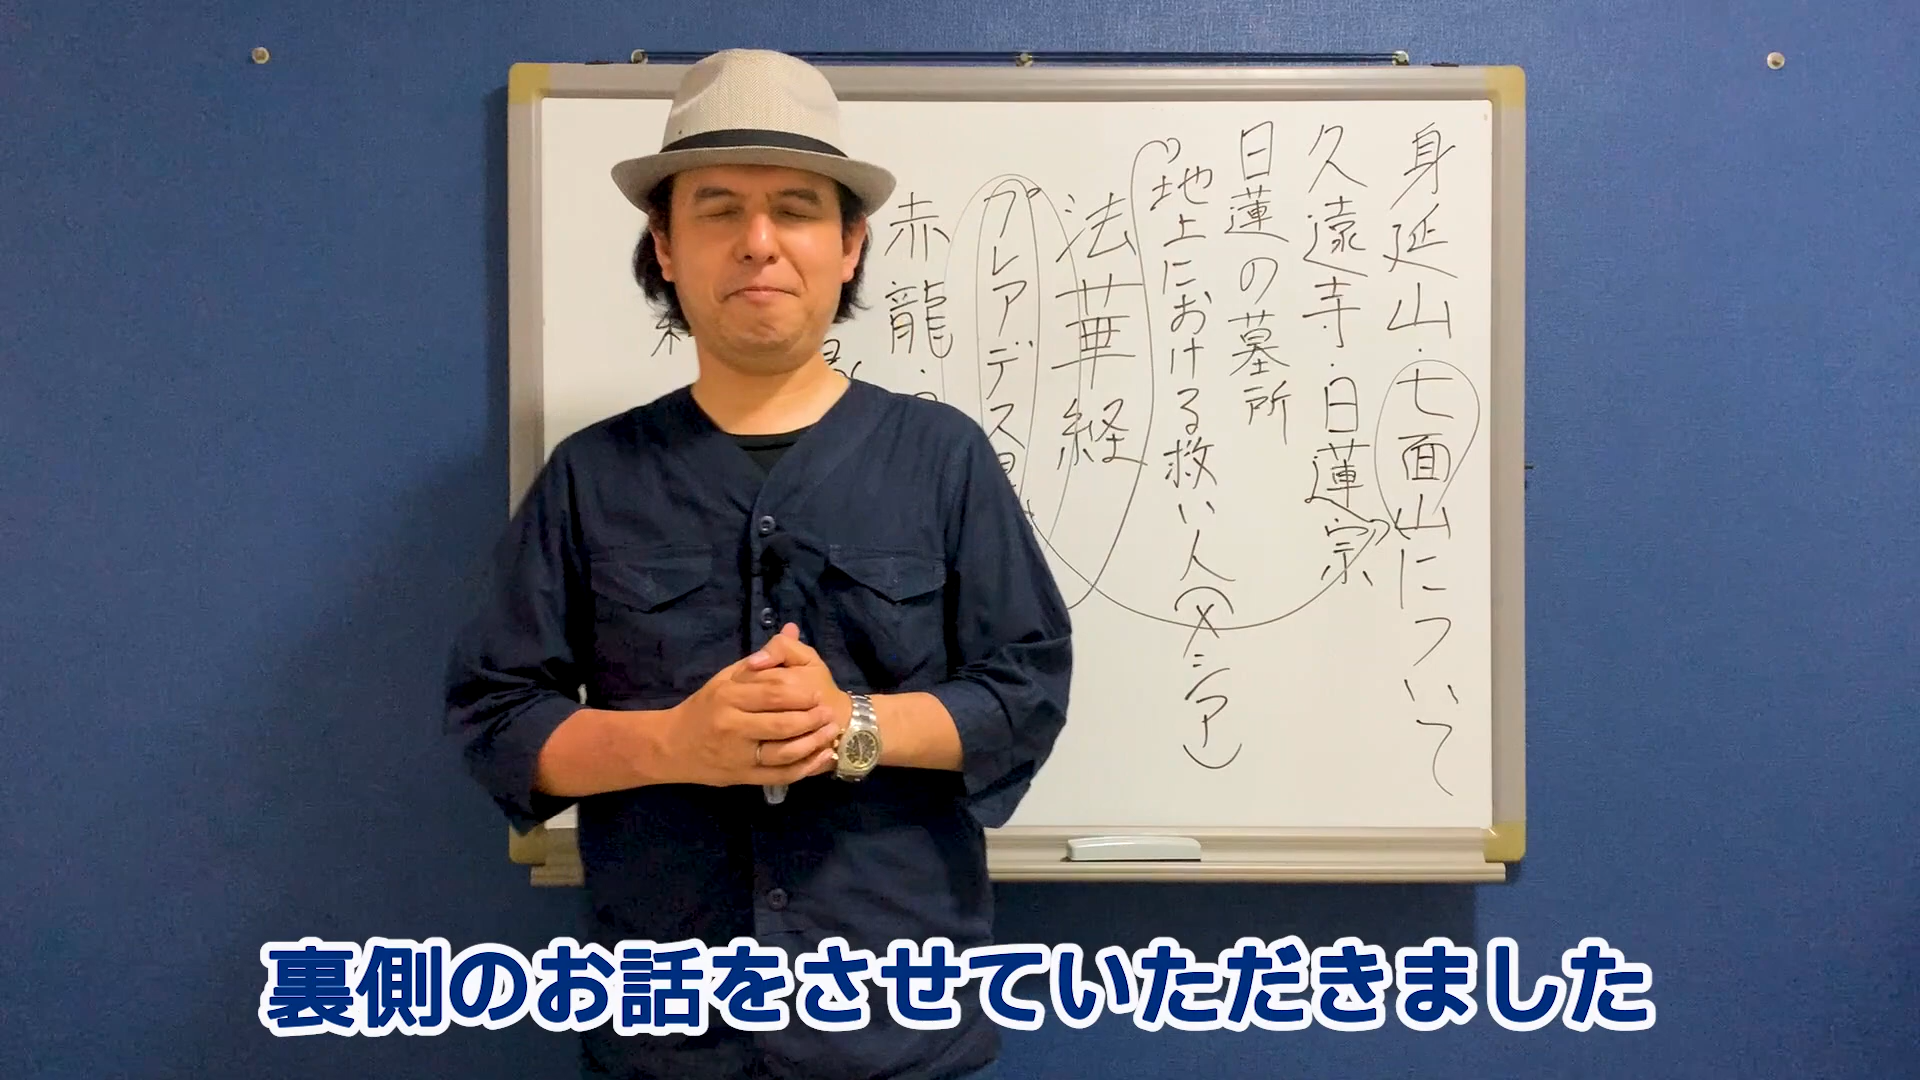 身延山・七面山について
久遠寺・日蓮宗
日蓮の墓所
地上における救い人(メシア)
法華経
プレアデス
赤龍・
裏側のお話をさせていただきました